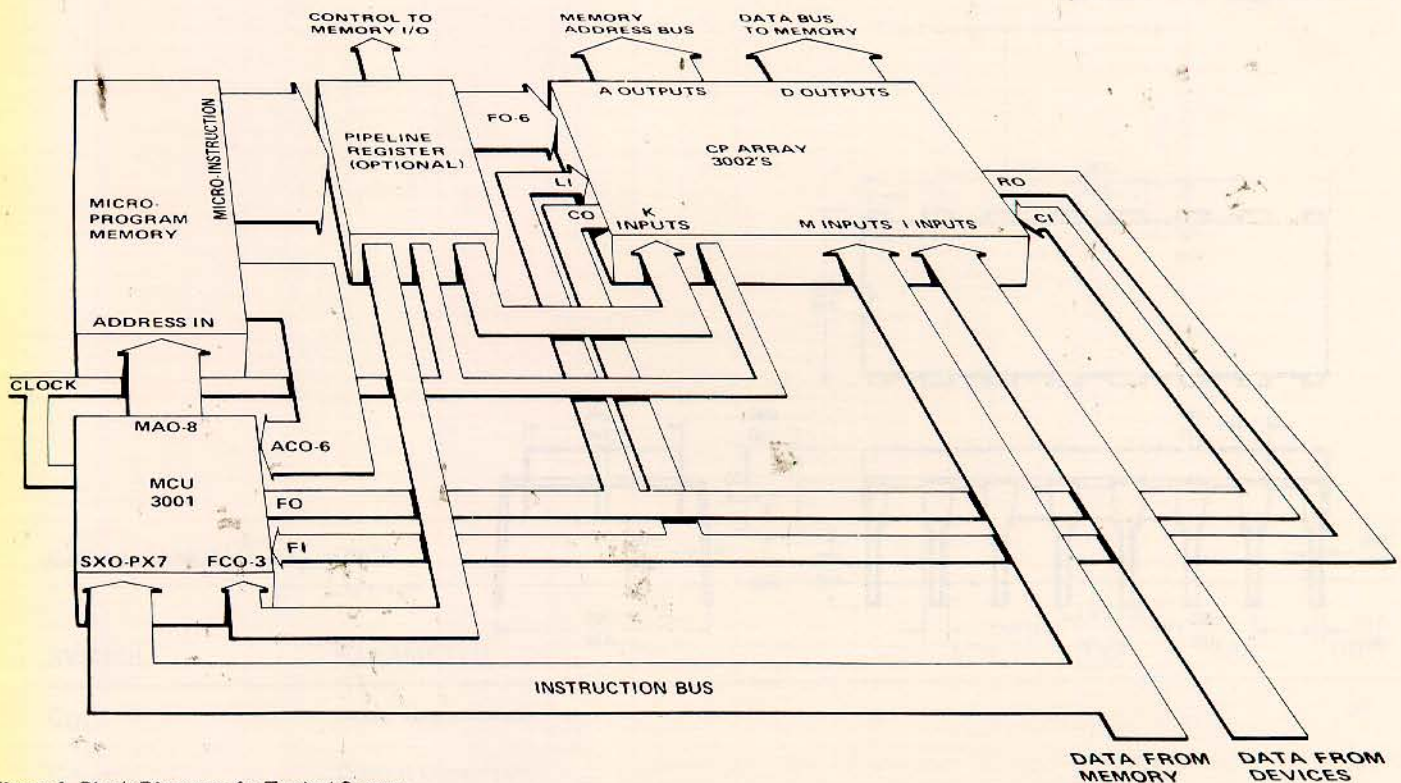 CONTROL TO
MEMORY I/O
MEMORY
ADDRESS BUS
DATA BUS
TO MEMORY
MICRO-INSTRUCTION
MICRO-
PROGRAM
MEMORY
ADDRESS IN
PIPELINE
REGISTER
(OPTIONAL)
FO-6
A OUTPUTS
D OUTPUTS
CP ARRAY
3002'S
LI
CO
K
INPUTS
M INPUTS
I INPUTS
RO
CI
CLOCK
MAO-8
ACO-6
MCU
3001
FO
FI
SXO-PX7
FCO-3
INSTRUCTION BUS
DATA FROM
MEMORY
DATA FROM
DEVICES